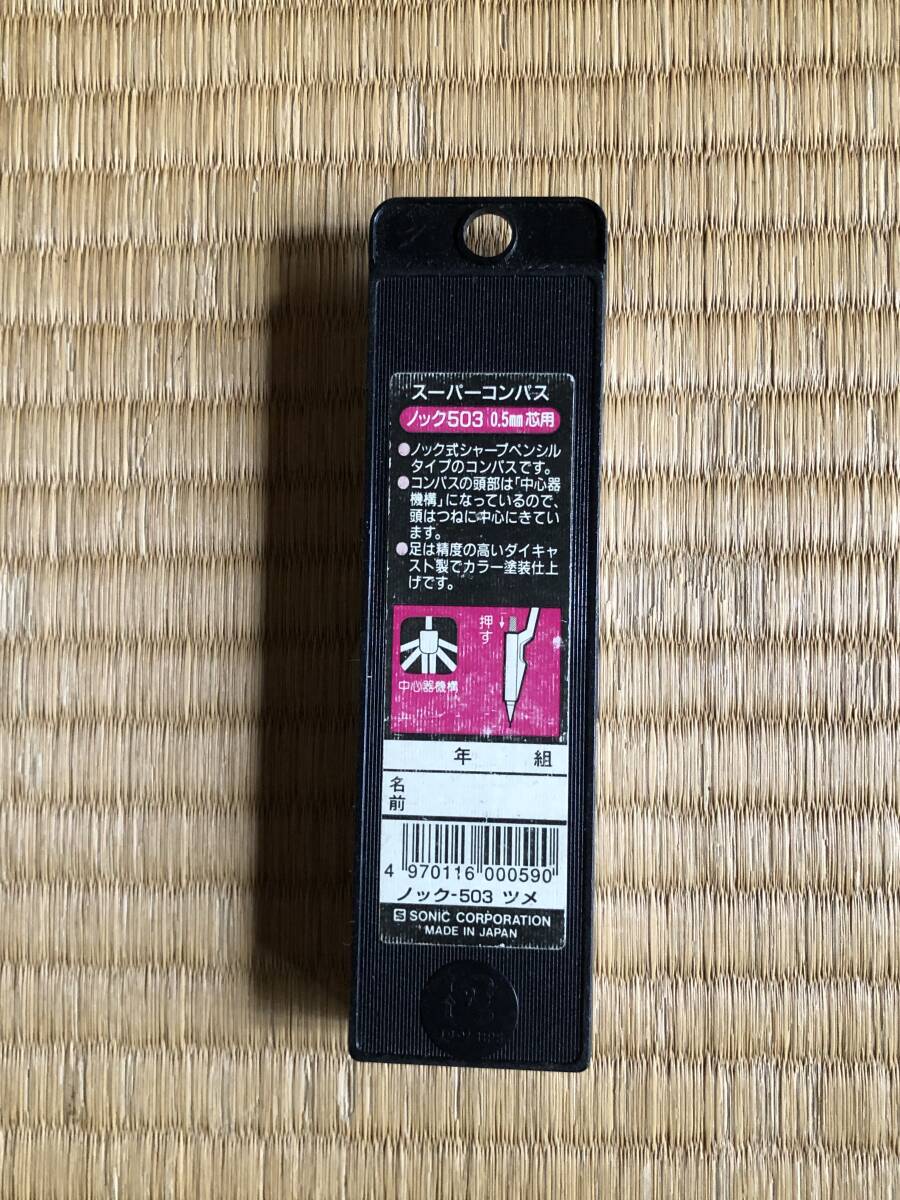 スーパーコンパス
ノック503 0.5mm芯用
●ノック式シャープペンシル
タイプのコンパスです。
●コンパスの頭部は「中心器
機構」になっているので、
頭はつねに中心にきてい
ます。
●足は精度の高いダイキャ
スト製でカラー塗装仕上
げです。
押す
中心器機構
年 組
名前
4 970116 000590
ノック-503 ツメ
S SONIC CORPORATION
MADE IN JAPAN